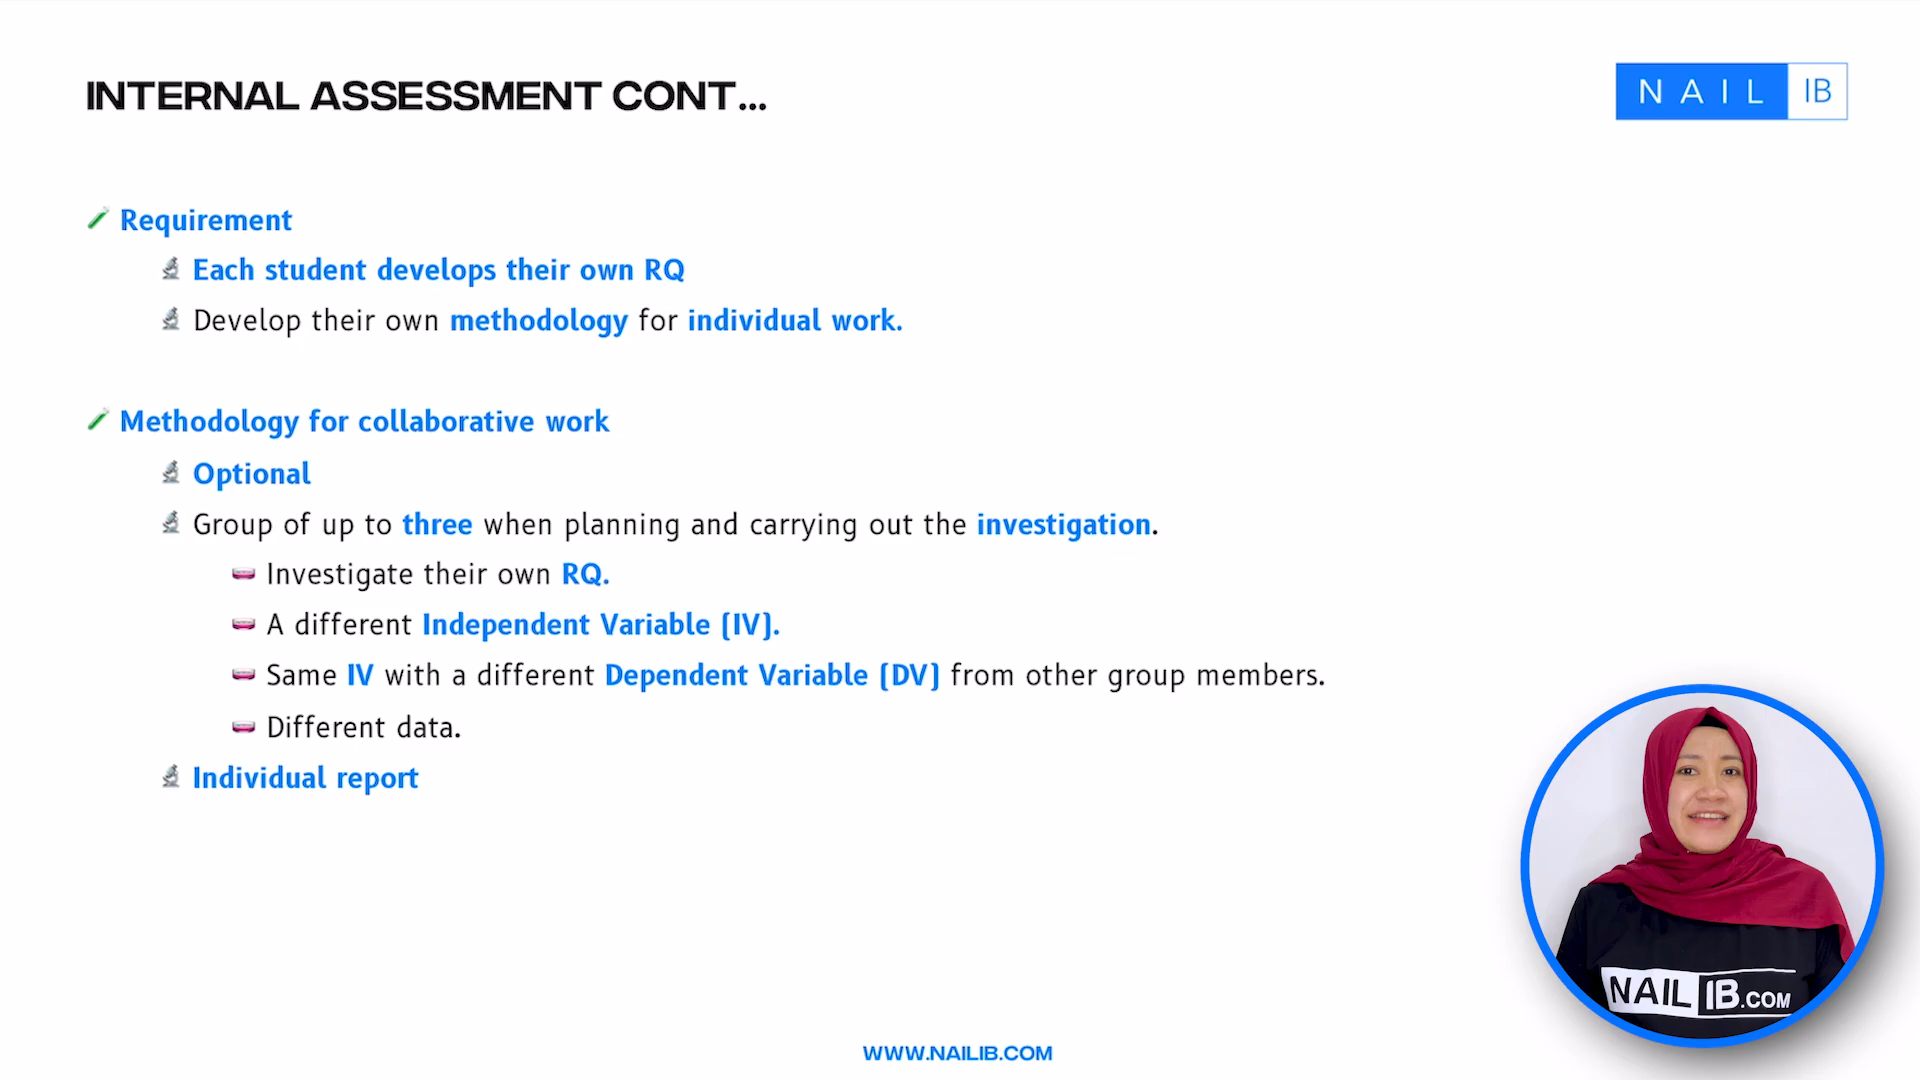 INTERNAL ASSESSMENT CONT...
NAIL IB
Requirement
Each student develops their own RQ
Develop their own methodology for individual work.
Methodology for collaborative work
Optional
Group of up to three when planning and carrying out the investigation.
Investigate their own RQ.
A different Independent Variable (IV).
Same IV with a different Dependent Variable (DV) from other group members.
Different data.
Individual report
NAIL IB.COM
WWW.NAILIB.COM